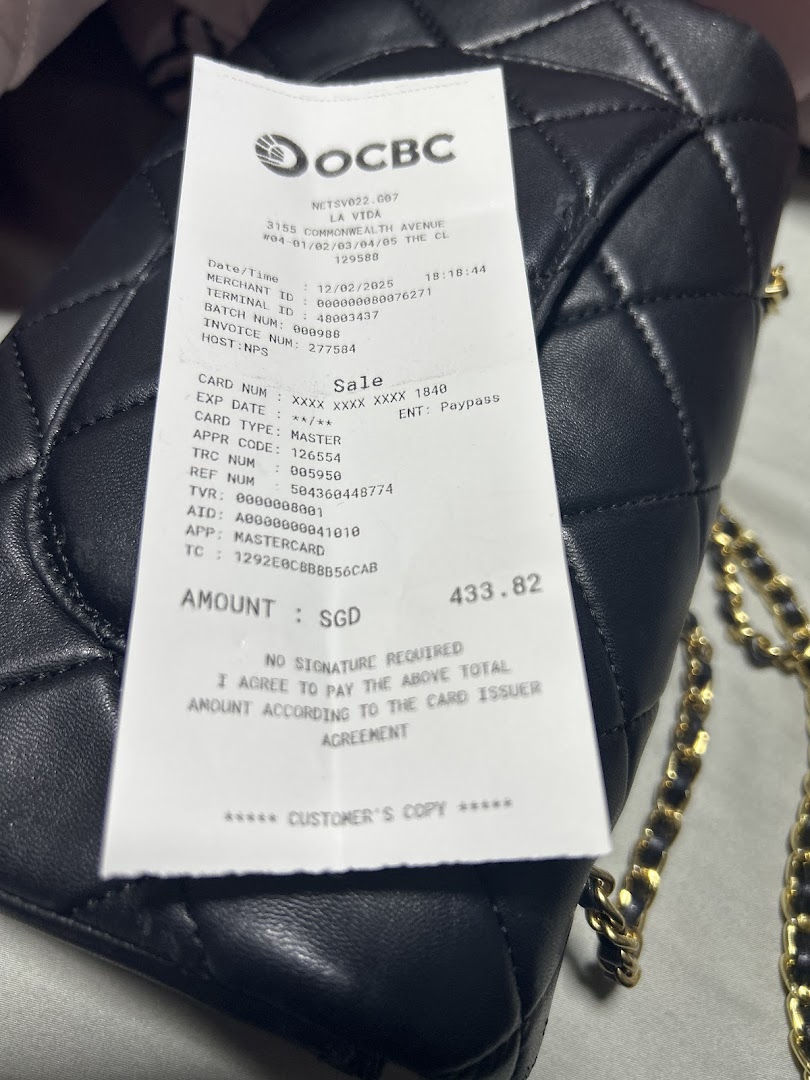 OCBC
NETSV022.G07
LA VIDA
3155 COMMONWEALTH AVENUE
#04-01/02/03/04/05 THE CL
129588
Date/Time : 12/02/2025 18:18:44
MERCHANT ID : 000000080076271
TERMINAL ID : 48003437
BATCH NUM: 000986
INVOICE NUM: 277584
HOST:NPS
Sale
CARD NUM : XXXX XXXX XXXX 1840
EXP DATE : **/** ENT: Paypass
CARD TYPE: MASTER
APPR CODE: 126554
TRC NUM : 005950
REF NUM : 504360448774
TVR: 0000008001
AID: A0000000041010
APP: MASTERCARD
TC : 1292E0CBB8B56CAB
AMOUNT : SGD 433.82
NO SIGNATURE REQUIRED
I AGREE TO PAY THE ABOVE TOTAL
AMOUNT ACCORDING TO THE CARD ISSUER
AGREEMENT
***** CUSTOMER'S COPY *****